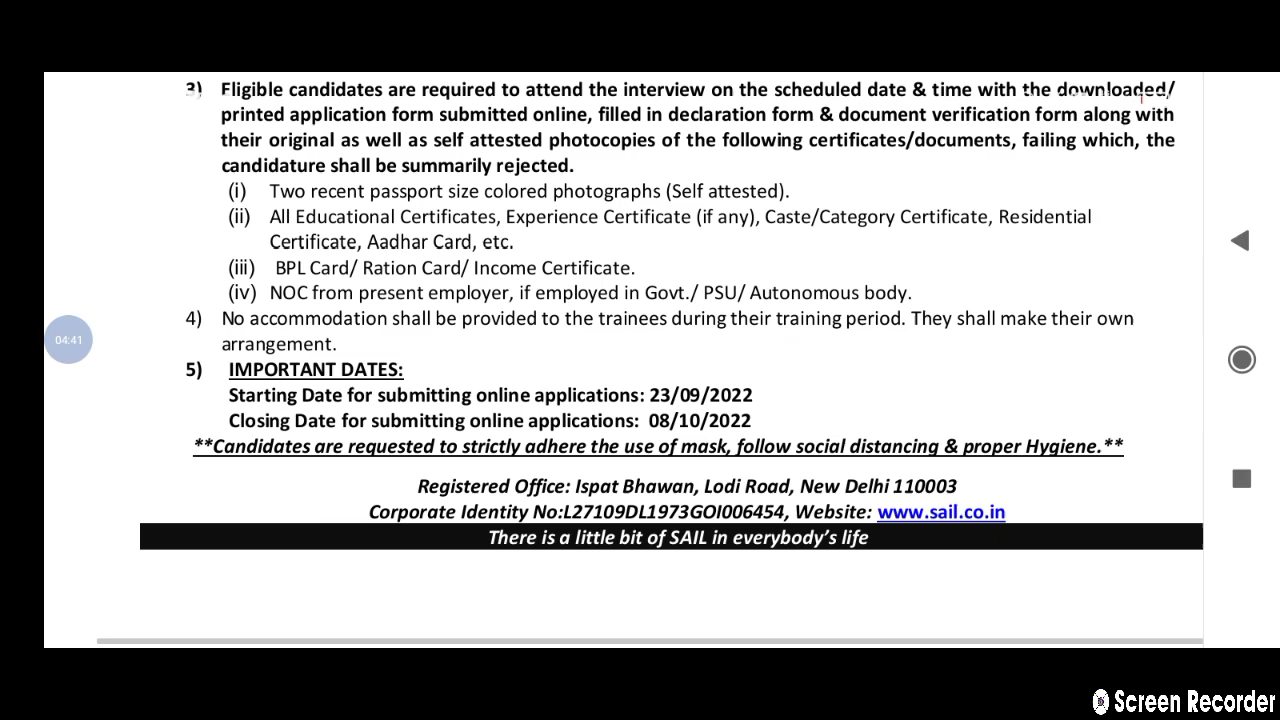 3) Eligible candidates are required to attend the interview on the scheduled date & time with the downloaded/
printed application form submitted online, filled in declaration form & document verification form along with
their original as well as self attested photocopies of the following certificates/documents, failing which, the
candidature shall be summarily rejected.
(i) Two recent passport size colored photographs (Self attested).
(ii) All Educational Certificates, Experience Certificate (if any), Caste/Category Certificate, Residential
Certificate, Aadhar Card, etc.
(iii) BPL Card/ Ration Card/ Income Certificate.
(iv) NOC from present employer, if employed in Govt./ PSU/ Autonomous body.
4) No accommodation shall be provided to the trainees during their training period. They shall make their own
04:41
arrangement.
5) IMPORTANT DATES:
Starting Date for submitting online applications: 23/09/2022
Closing Date for submitting online applications: 08/10/2022
**Candidates are requested to strictly adhere the use of mask, follow social distancing & proper Hygiene.**
Registered Office: Ispat Bhawan, Lodi Road, New Delhi 110003
Corporate Identity No:L27109DL1973GOI006454, Website: www.sail.co.in
There is a little bit of SAIL in everybody's life
Screen Recorder